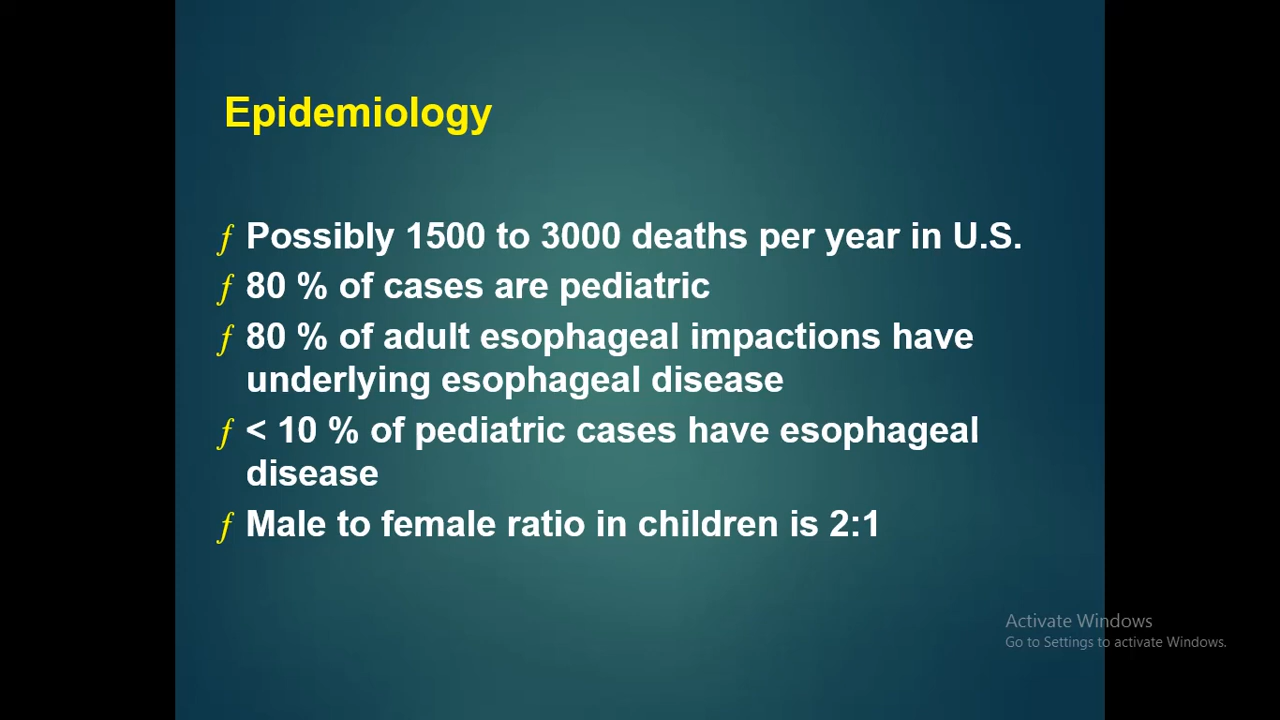 Epidemiology
ƒ Possibly 1500 to 3000 deaths per year in U.S.
ƒ 80 % of cases are pediatric
ƒ 80 % of adult esophageal impactions have
underlying esophageal disease
ƒ < 10 % of pediatric cases have esophageal
disease
ƒ Male to female ratio in children is 2:1
Activate Windows
Go to Settings to activate Windows.